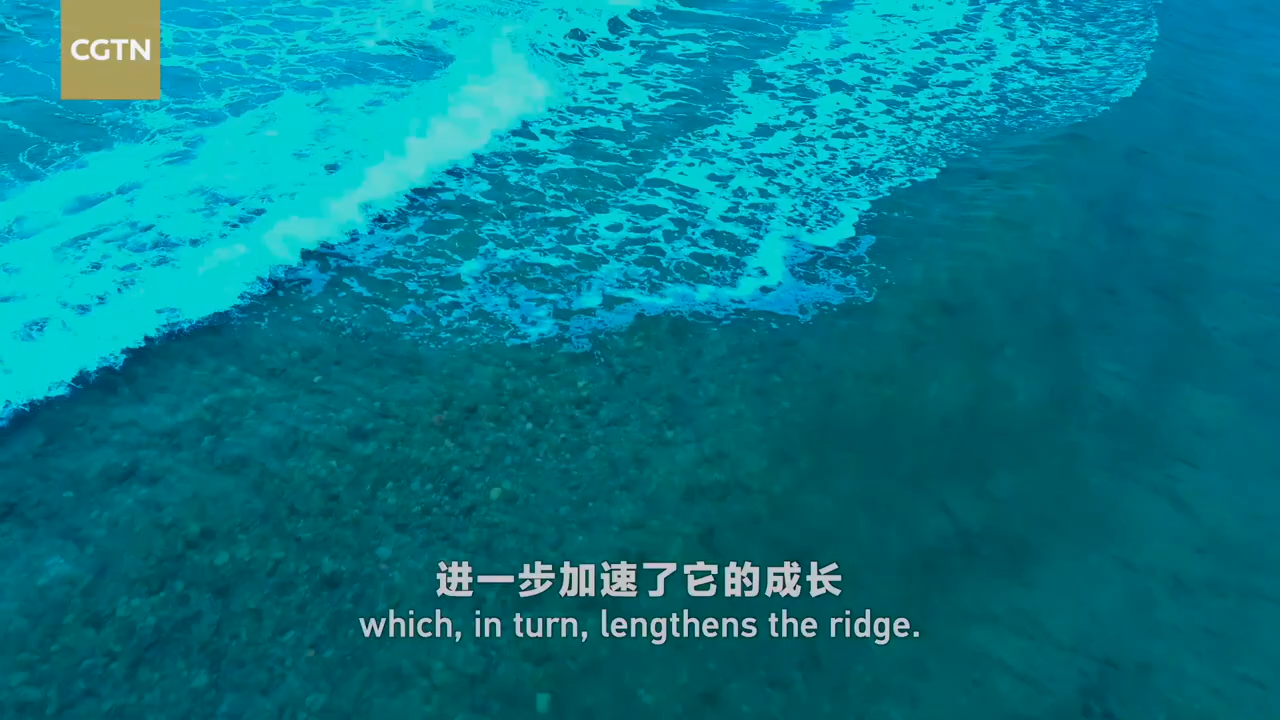 CGTN
进一步加速了它的成长
which, in turn, lengthens the ridge.